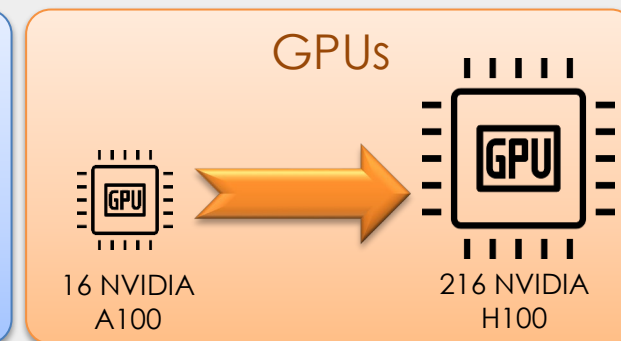 GPUs
GPU
GPU
16 NVIDIA
A100
216 NVIDIA
H100